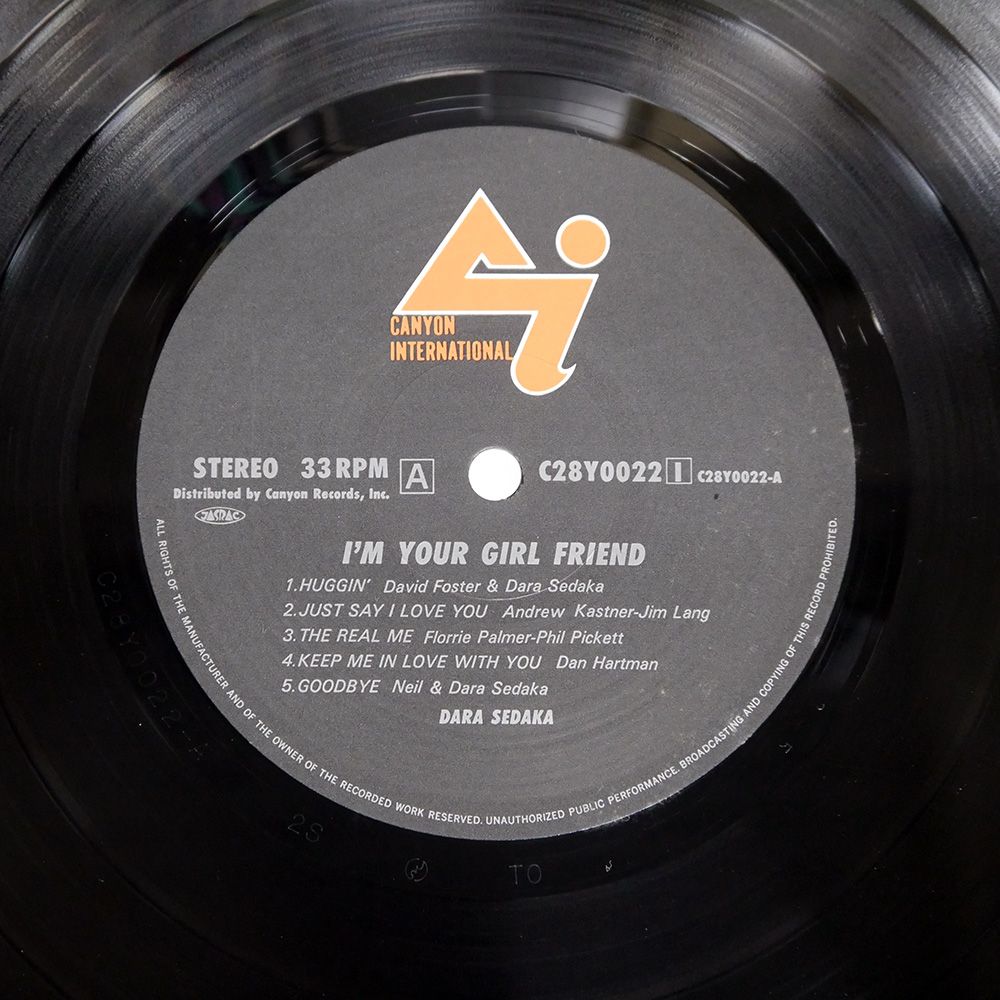 CANYON
INTERNATIONAL
STEREO 33 RPM A
C28Y0022 I C28Y0022-A
Distributed by Canyon Records, Inc.
JASRAC
I'M YOUR GIRL FRIEND
1.HUGGIN' David Foster & Dara Sedaka
2.JUST SAY I LOVE YOU Andrew Kastner-Jim Lang
3.THE REAL ME Florrie Palmer-Phil Pickett
4.KEEP ME IN LOVE WITH YOU Dan Hartman
5.GOODBYE Neil & Dara Sedaka
DARA SEDAKA
ALL RIGHTS OF THE MANUFACTURER AND OF THE OWNER OF THE RECORDED WORK RESERVED. UNAUTHORIZED PUBLIC PERFORMANCE. BROADCASTING AND COPYING OF THIS RECORD PROHIBITED.
C28Y0022-A
2S
TO